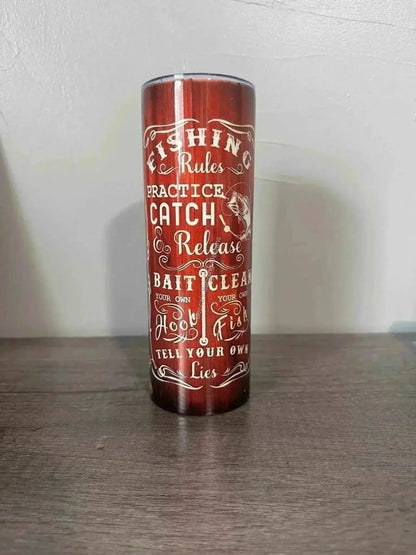 FISHING
Rules
PRACTICE
CATCH
& Release
BAIT CLEAN
YOUR OWN YOUR OWN
Hook Fish
TELL YOUR OWN
Lies